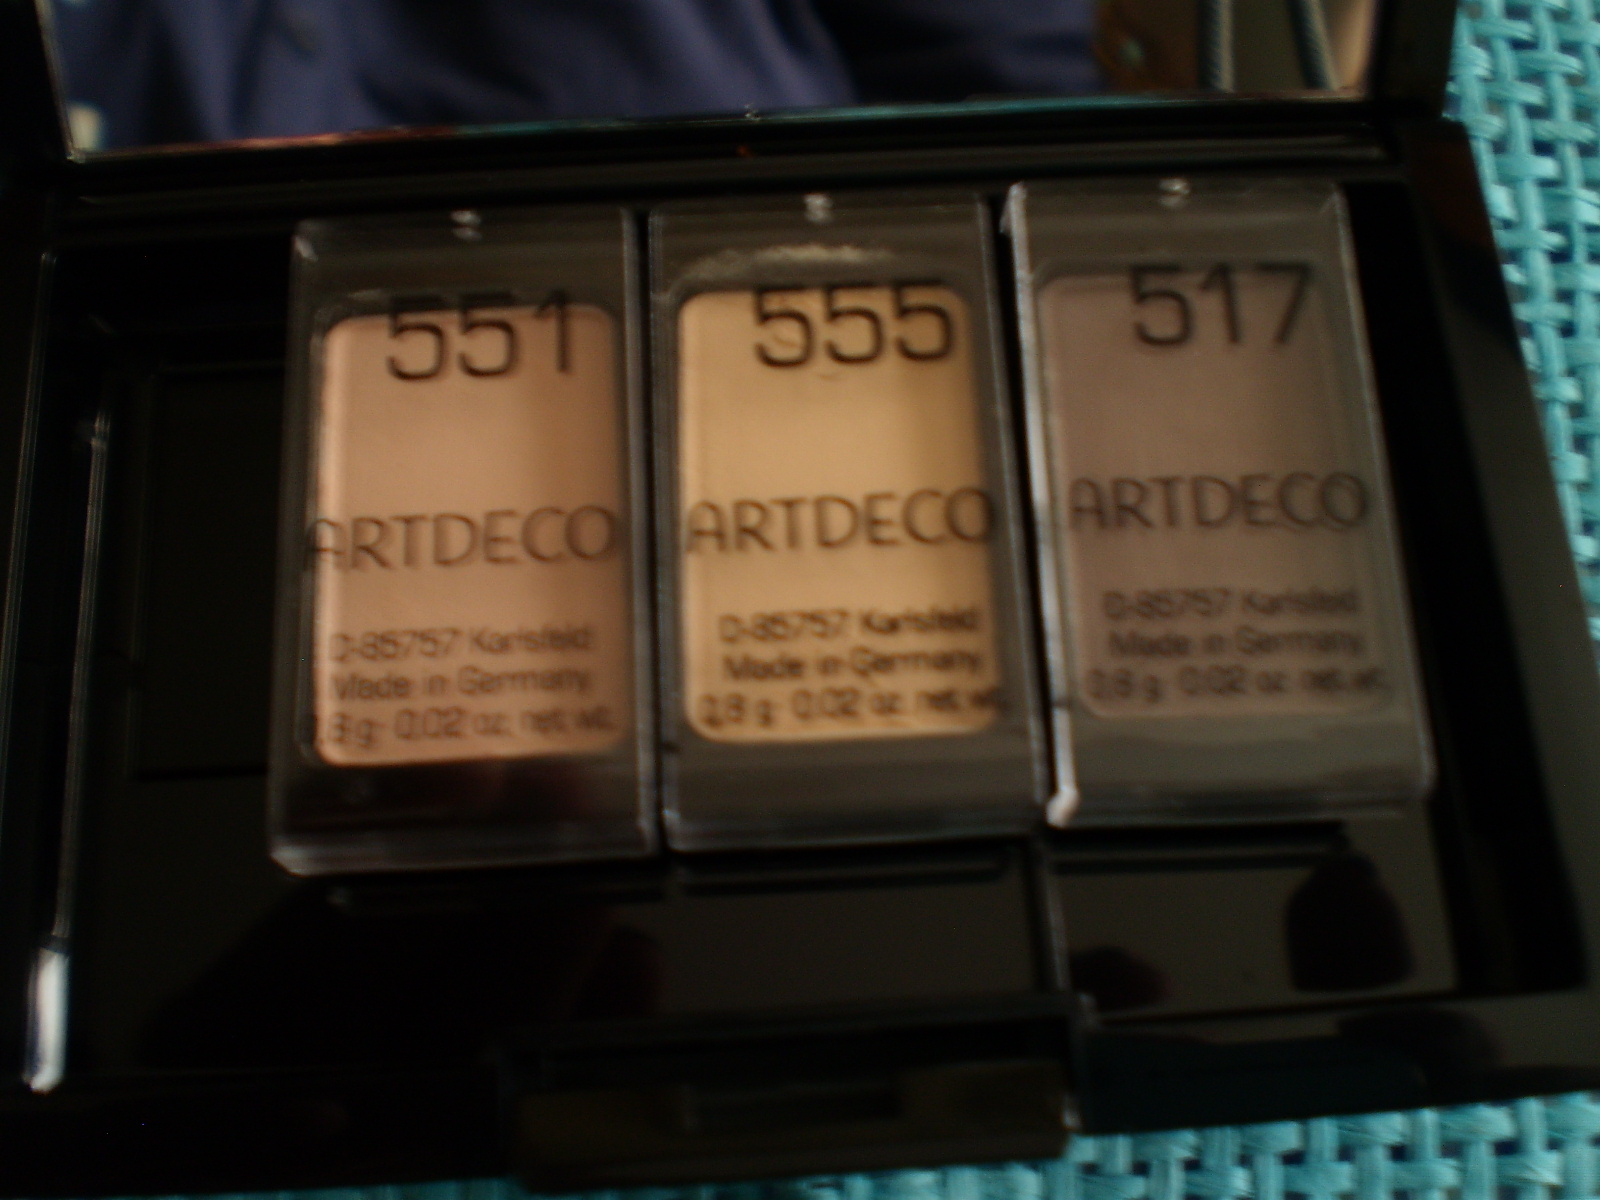 551
ARTDECO
D-85757 Karlsfeld
Made in Germany
0,8 g · 0.02 oz. net wt.
555
ARTDECO
D-85757 Karlsfeld
Made in Germany
0,8 g · 0.02 oz. net wt.
517
ARTDECO
D-85757 Karlsfeld
Made in Germany
0,8 g · 0.02 oz. net wt.